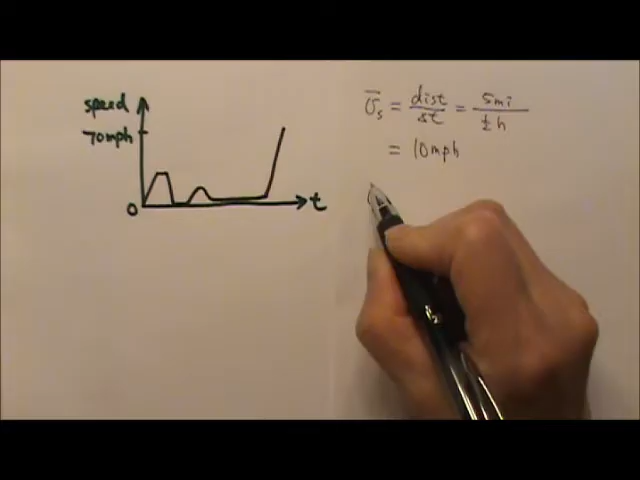 speed
70mph
0
t
v̄s = dist/Δt = 5mi/½h
= 10mph